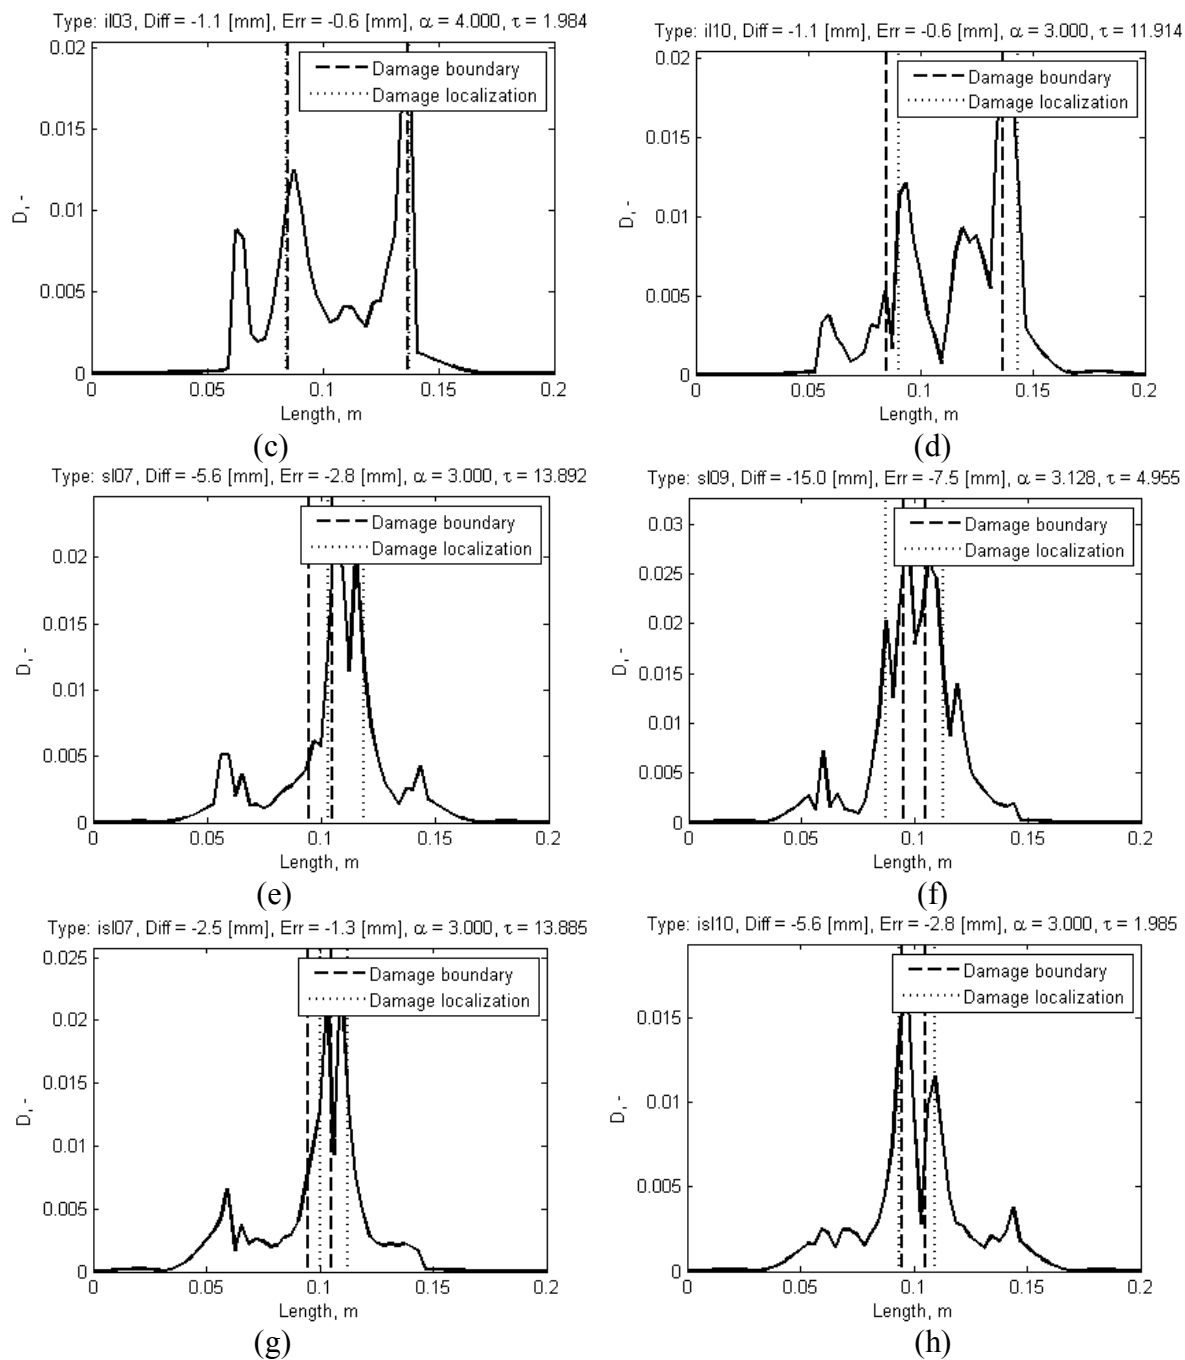 Type: il03, Diff = -1.1 [mm], Err = -0.6 [mm], α = 4.000, τ = 1.984
0.02
0.015
0.01
0.005
0
D, -
Damage boundary
Damage localization
0 0.05 0.1 0.15 0.2
Length, m
(c)
Type: il10, Diff = -1.1 [mm], Err = -0.6 [mm], α = 3.000, τ = 11.914
0.02
0.015
0.01
0.005
0
D, -
Damage boundary
Damage localization
0 0.05 0.1 0.15 0.2
Length, m
(d)
Type: sl07, Diff = -5.6 [mm], Err = -2.8 [mm], α = 3.000, τ = 13.892
0.02
0.015
0.01
0.005
0
D, -
Damage boundary
Damage localization
0 0.05 0.1 0.15 0.2
Length, m
(e)
Type: sl09, Diff = -15.0 [mm], Err = -7.5 [mm], α = 3.128, τ = 4.955
0.03
0.025
0.02
0.015
0.01
0.005
0
D, -
Damage boundary
Damage localization
0 0.05 0.1 0.15 0.2
Length, m
(f)
Type: isl07, Diff = -2.5 [mm], Err = -1.3 [mm], α = 3.000, τ = 13.885
0.025
0.02
0.015
0.01
0.005
0
D, -
Damage boundary
Damage localization
0 0.05 0.1 0.15 0.2
Length, m
(g)
Type: isl10, Diff = -5.6 [mm], Err = -2.8 [mm], α = 3.000, τ = 1.985
0.015
0.01
0.005
0
D, -
Damage boundary
Damage localization
0 0.05 0.1 0.15 0.2
Length, m
(h)